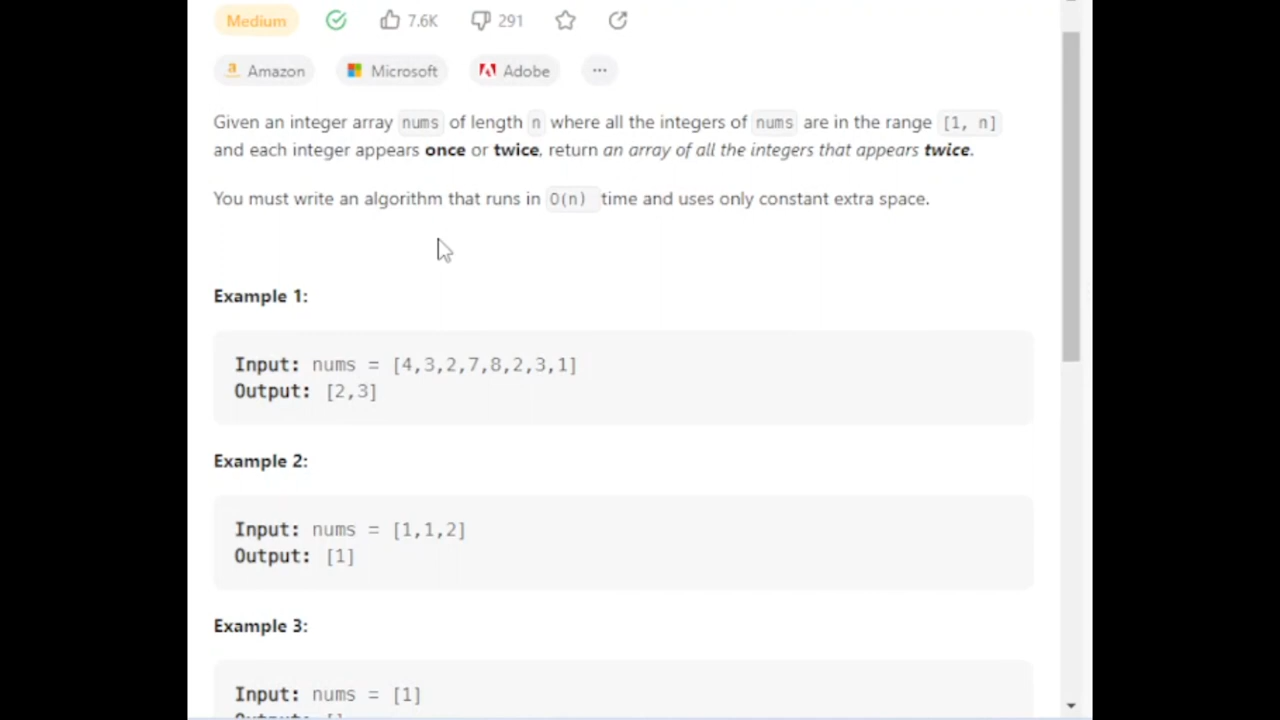 Medium 7.6K 291
Amazon Microsoft Adobe ...
Given an integer array nums of length n where all the integers of nums are in the range [1, n]
and each integer appears once or twice, return an array of all the integers that appears twice.
You must write an algorithm that runs in O(n) time and uses only constant extra space.
Example 1:
Input: nums = [4,3,2,7,8,2,3,1]
Output: [2,3]
Example 2:
Input: nums = [1,1,2]
Output: [1]
Example 3:
Input: nums = [1]